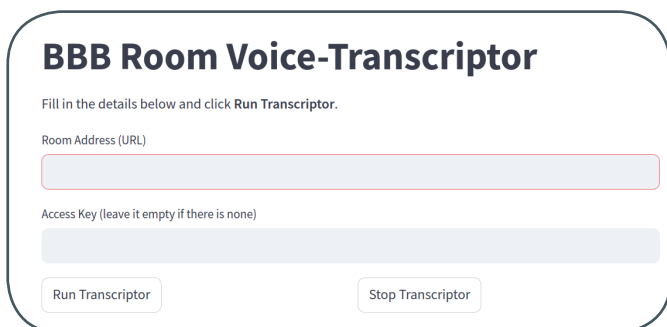 BBB Room Voice-Transcriptor
Fill in the details below and click Run Transcriptor.
Room Address (URL)
Access Key (leave it empty if there is none)
Run Transcriptor Stop Transcriptor